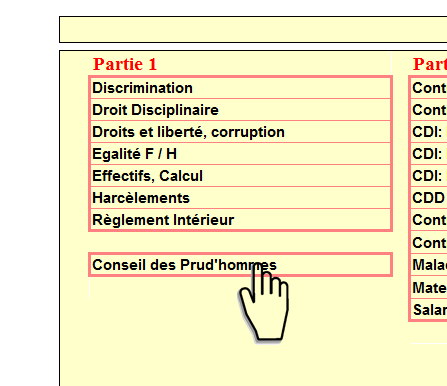 Partie 1
Discrimination
Droit Disciplinaire
Droits et liberté, corruption
Egalité F / H
Effectifs, Calcul
Harcèlements
Règlement Intérieur
Conseil des Prud'hommes
Part
Cont
Cont
CDI:
CDI:
CDI:
CDD
Cont
Cont
Mala
Mate
Salar